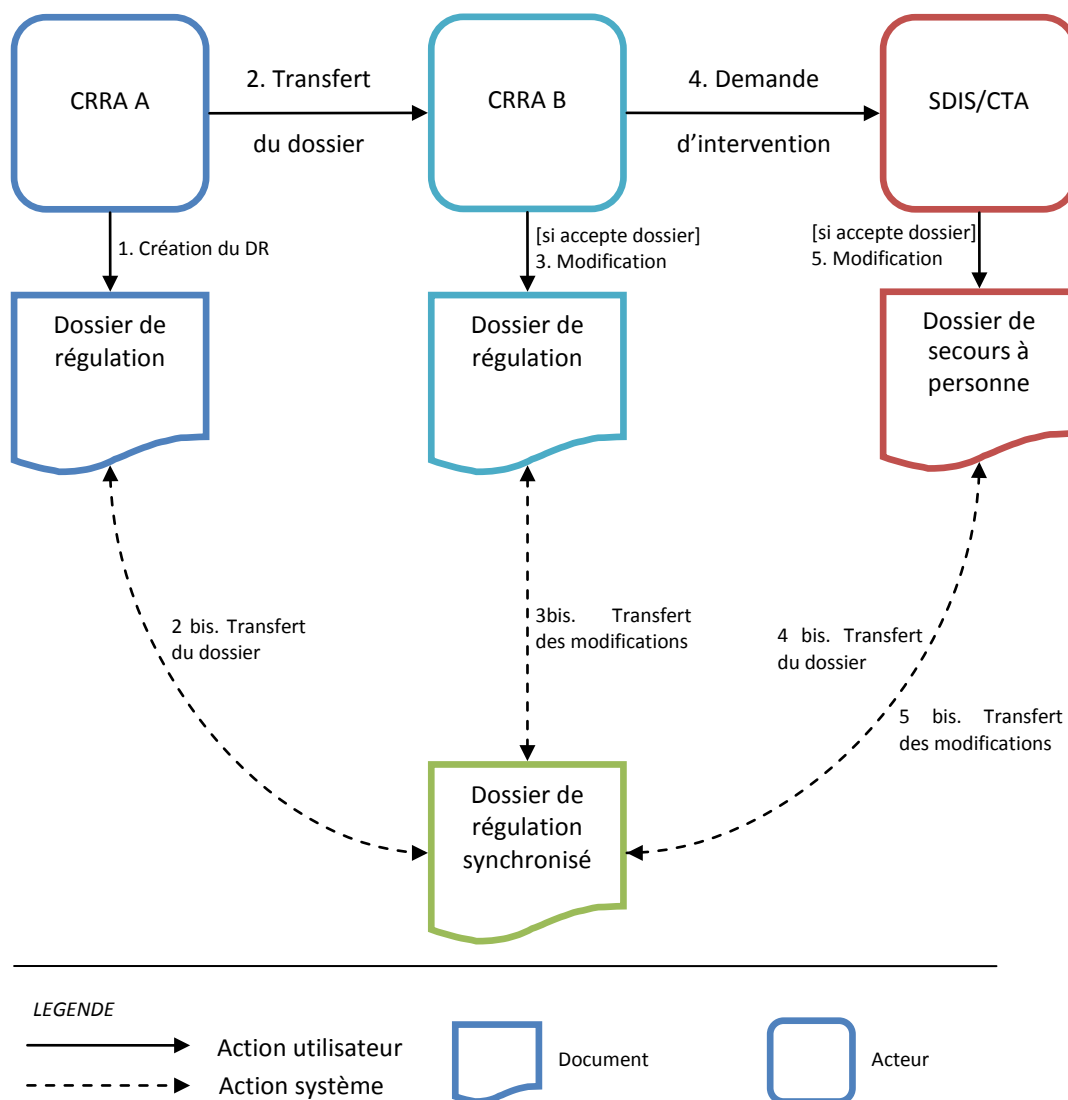 CRRA A
2. Transfert
du dossier
CRRA B
4. Demande
d'intervention
SDIS/CTA
1. Création du DR
[si accepte dossier]
3. Modification
[si accepte dossier]
5. Modification
Dossier de
régulation
Dossier de
régulation
Dossier de
secours à
personne
2 bis. Transfert
du dossier
3bis. Transfert
des modifications
4 bis. Transfert
du dossier
5 bis. Transfert
des modifications
Dossier de
régulation
synchronisé
LEGENDE
Action utilisateur
Action système
Document
Acteur